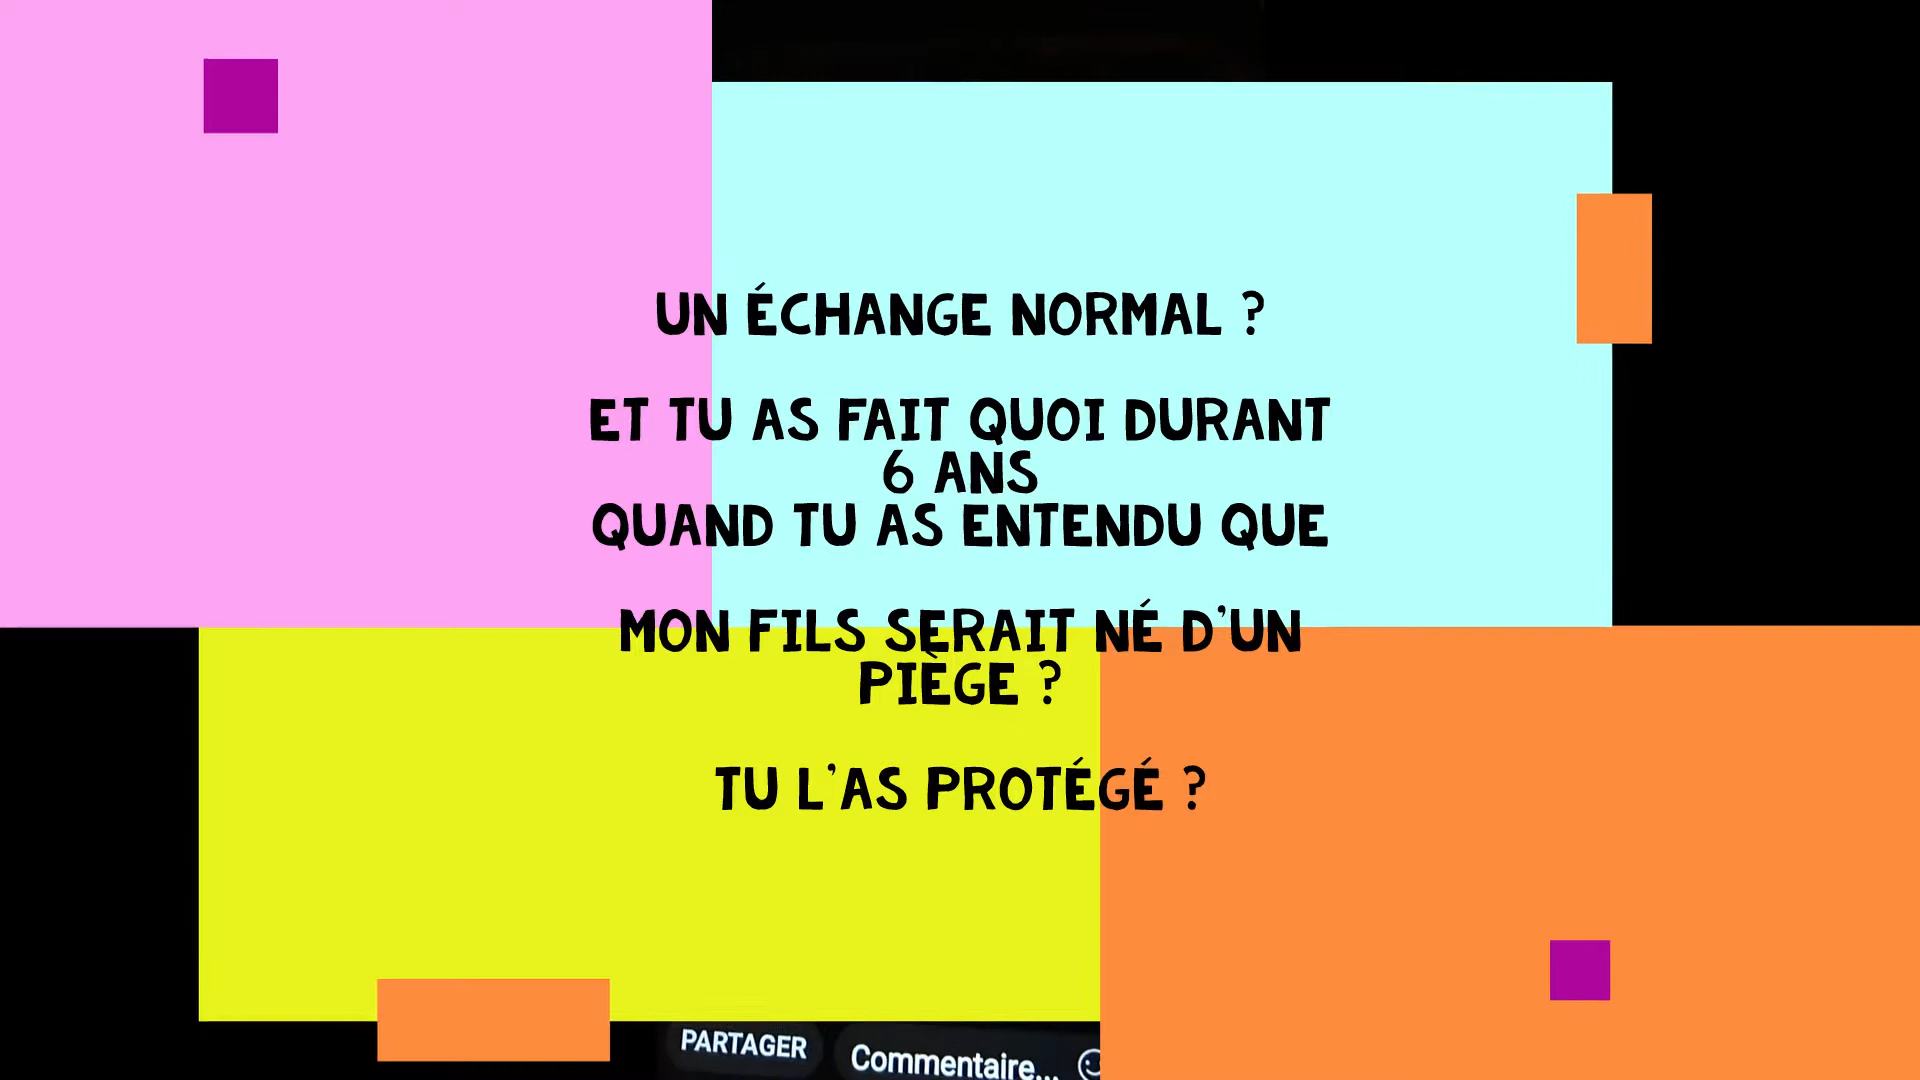 UN ÉCHANGE NORMAL ?
ET TU AS FAIT QUOI DURANT
6 ANS
QUAND TU AS ENTENDU QUE
MON FILS SERAIT NÉ D'UN
PIÈGE ?
TU L'AS PROTÉGÉ ?
PARTAGER
Commentaire...